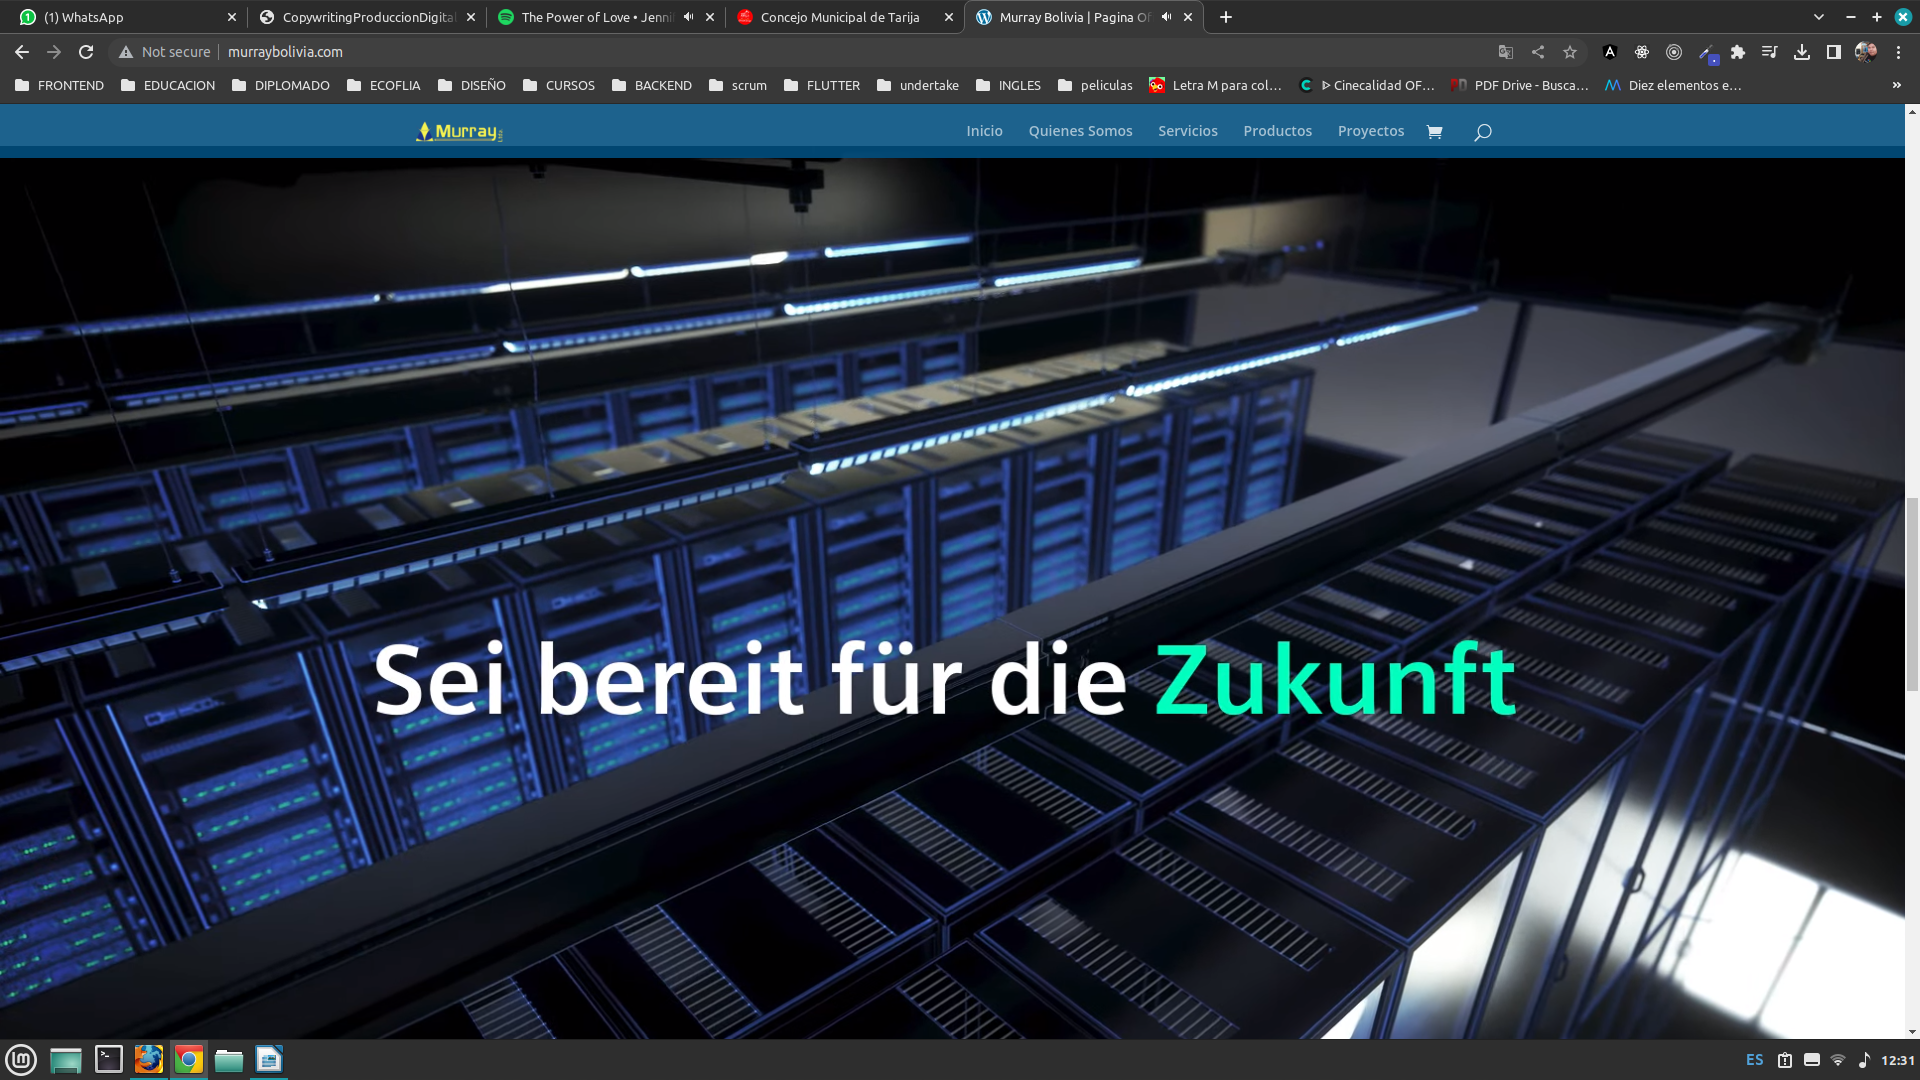 (1) WhatsApp
CopywritingProduccionDigital
The Power of Love • Jenni
Concejo Municipal de Tarija
Murray Bolivia | Pagina Of
Not secure
murraybolivia.com
FRONTEND
EDUCACION
DIPLOMADO
ECOFLIA
DISEÑO
CURSOS
BACKEND
scrum
FLUTTER
undertake
INGLES
peliculas
Letra M para col…
ᐅ Cinecalidad OF…
PDF Drive - Busca…
Diez elementos e…
»
Murray
Inicio
Quienes Somos
Servicios
Productos
Proyectos
Sei bereit für die Zukunft
ES
12:31